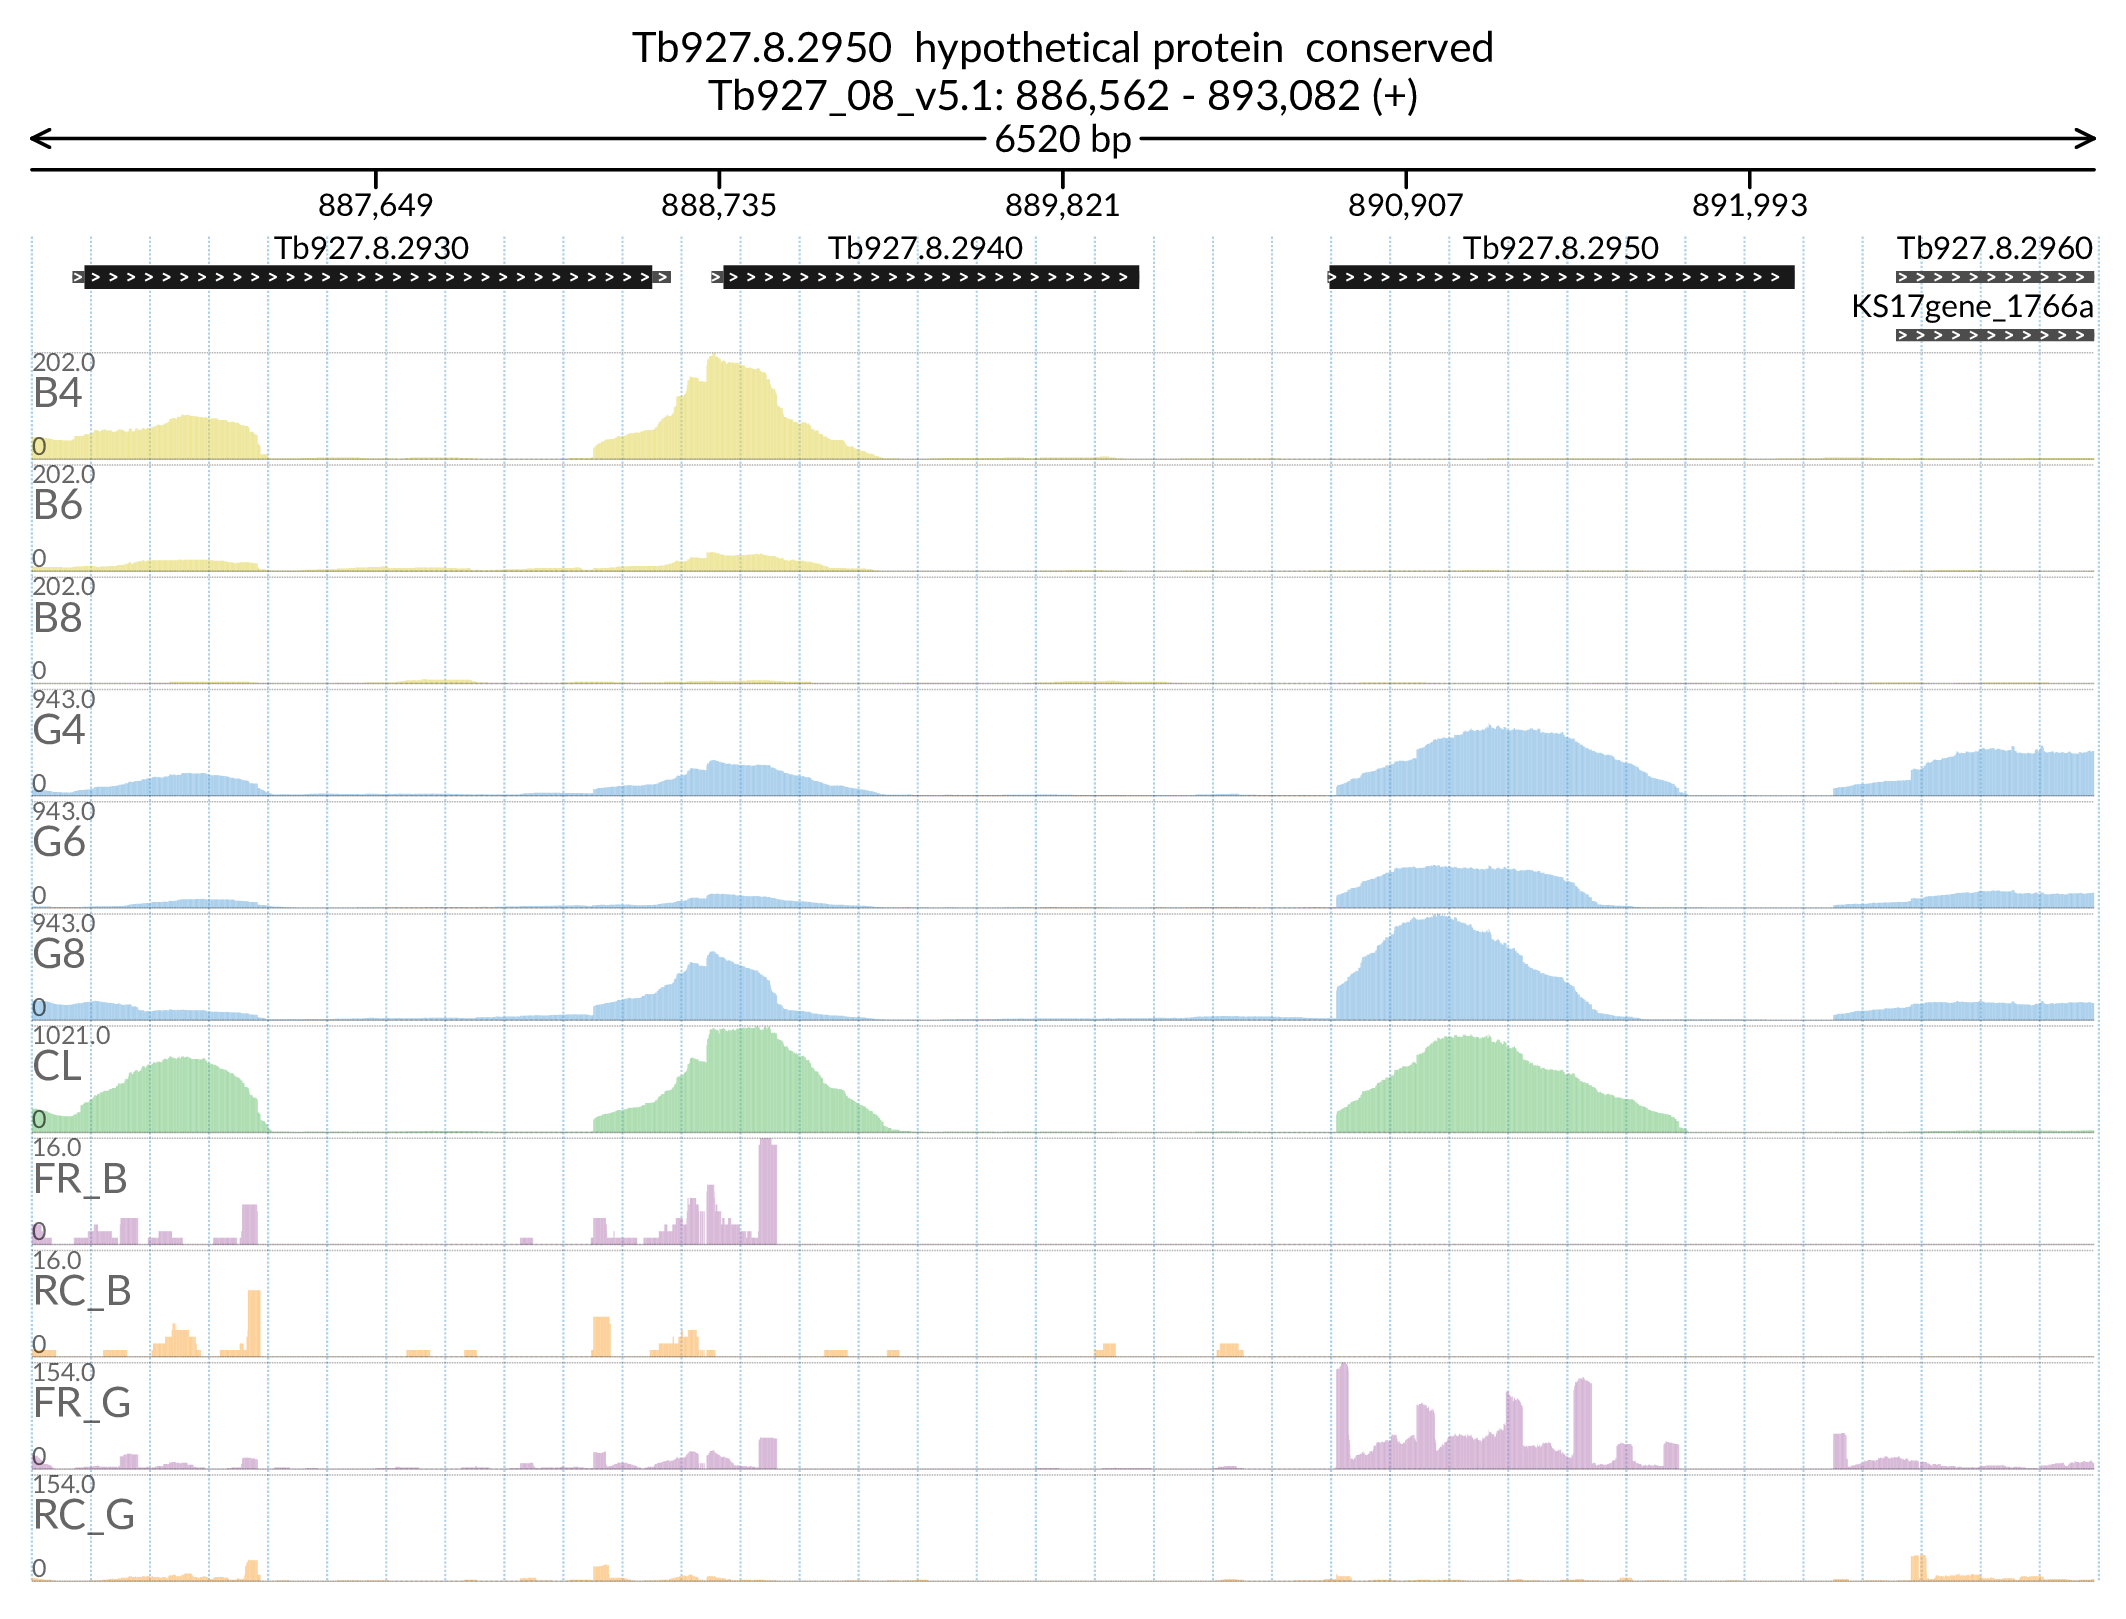 Tb927.8.2950 hypothetical protein conserved
Tb927_08_v5.1: 886,562 - 893,082 (+)
6520 bp
887,649 888,735 889,821 890,907 891,993
Tb927.8.2930 Tb927.8.2940 Tb927.8.2950 Tb927.8.2960
KS17gene_1766a
202.0
B4
0
202.0
B6
0
202.0
B8
0
943.0
G4
0
943.0
G6
0
943.0
G8
0
1021.0
CL
0
16.0
FR_B
0
16.0
RC_B
0
154.0
FR_G
0
154.0
RC_G
0